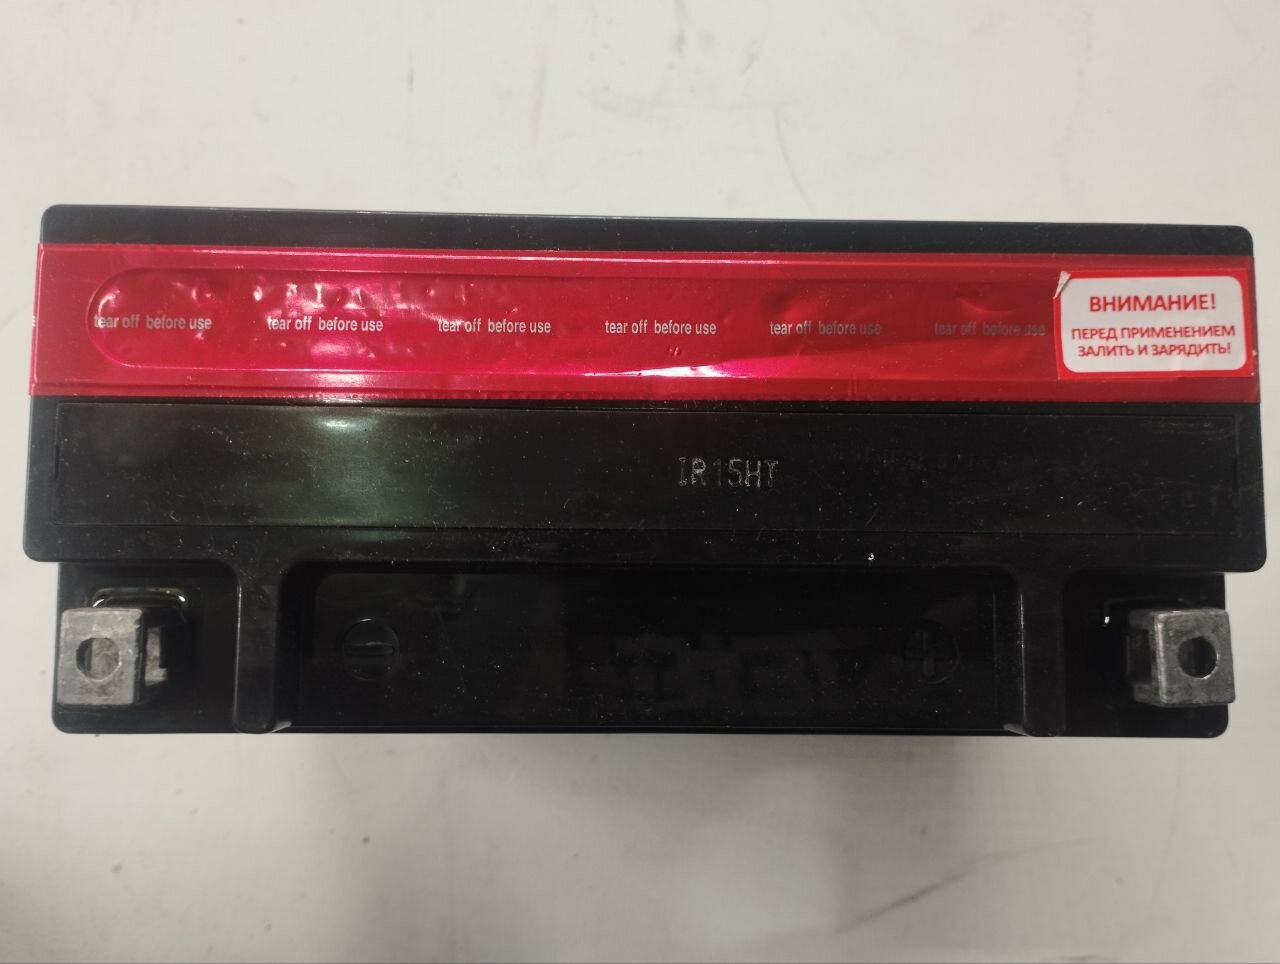 tear off before use tear off before use tear off before use tear off before use tear off before use tear off before use
ВНИМАНИЕ!
ПЕРЕД ПРИМЕНЕНИЕМ
ЗАЛИТЬ И ЗАРЯДИТЬ!
IR15HT